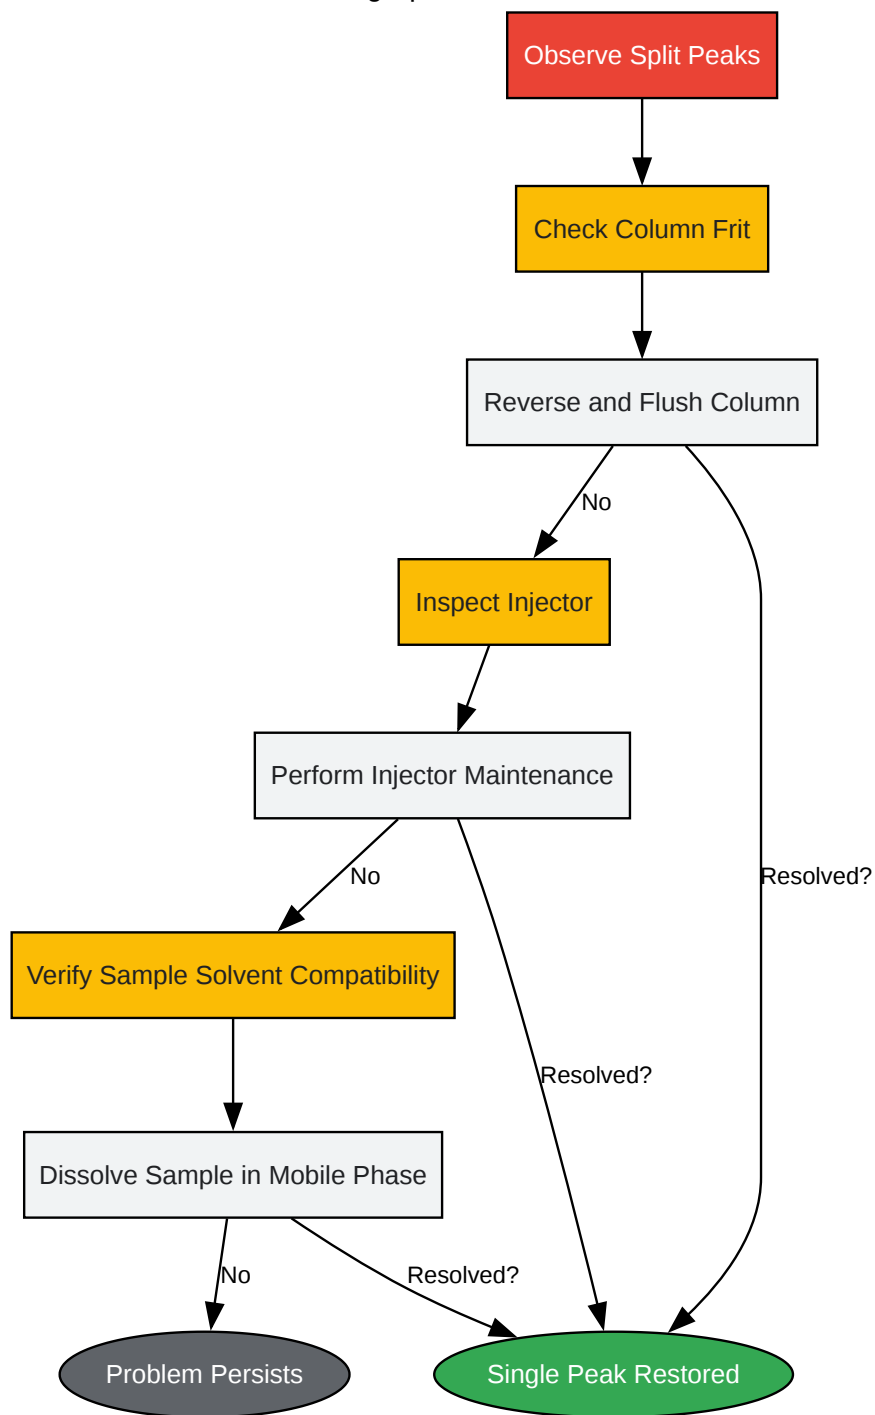 Observe Split Peaks
Check Column Frit
Reverse and Flush Column
No
Inspect Injector
Perform Injector Maintenance
No
Resolved?
Verify Sample Solvent Compatibility
Resolved?
Dissolve Sample in Mobile Phase
No
Resolved?
Problem Persists
Single Peak Restored